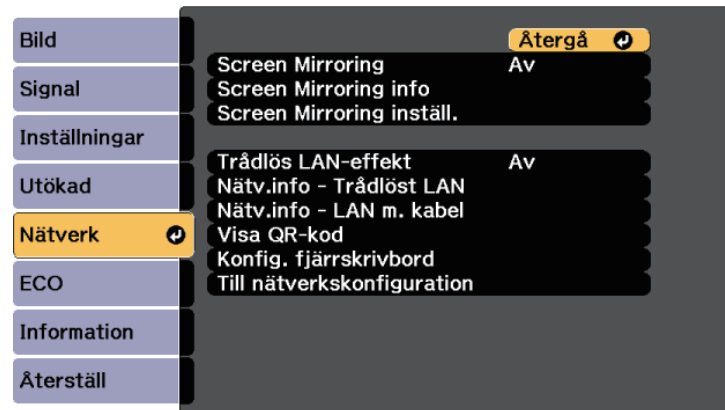 Bild
Signal
Inställningar
Utökad
Nätverk
ECO
Information
Återställ
Återgå
Screen Mirroring Av
Screen Mirroring info
Screen Mirroring inställ.
Trådlös LAN-effekt Av
Nätv.info - Trådlöst LAN
Nätv.info - LAN m. kabel
Visa QR-kod
Konfig. fjärrskrivbord
Till nätverkskonfiguration